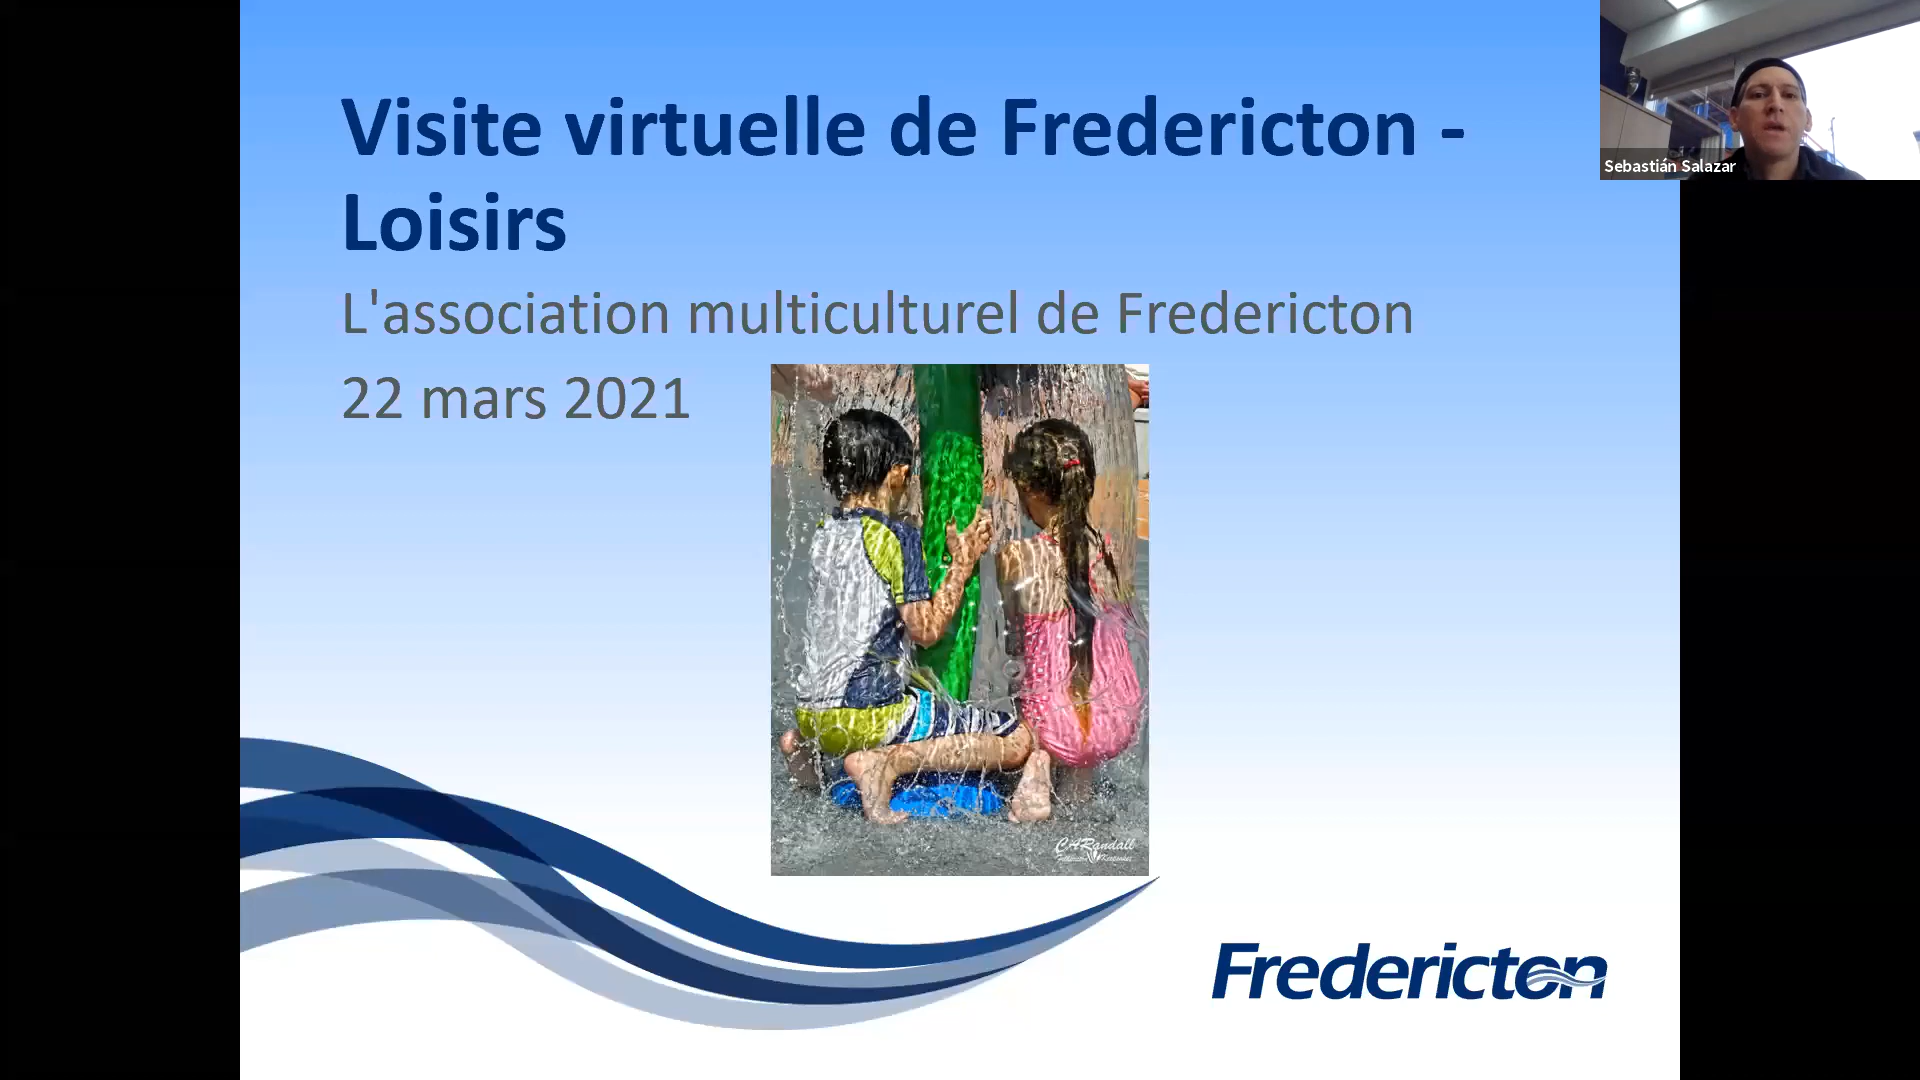 Visite virtuelle de Fredericton -
Loisirs
L'association multiculturel de Fredericton
22 mars 2021
Sebastián Salazar
CARandall
Fredericton